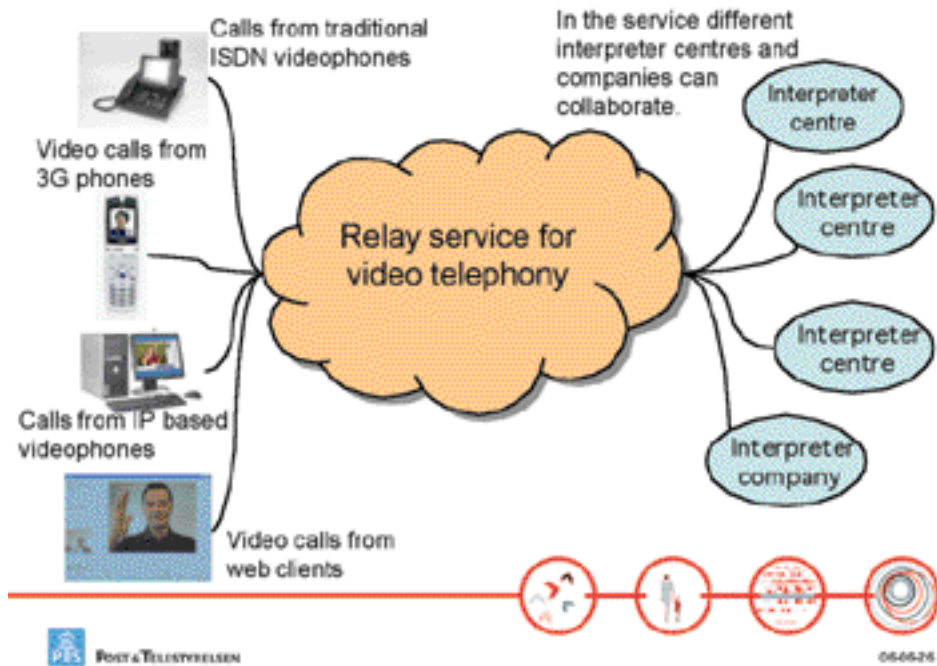 Calls from traditional
ISDN videophones
Video calls from
3G phones
Calls from IP based
videophones
Video calls from
web clients
Relay service for
video telephony
In the service different
interpreter centres and
companies can
collaborate.
Interpreter
centre
Interpreter
centre
Interpreter
centre
Interpreter
company
PTS
POST & TELESTYRELSEN